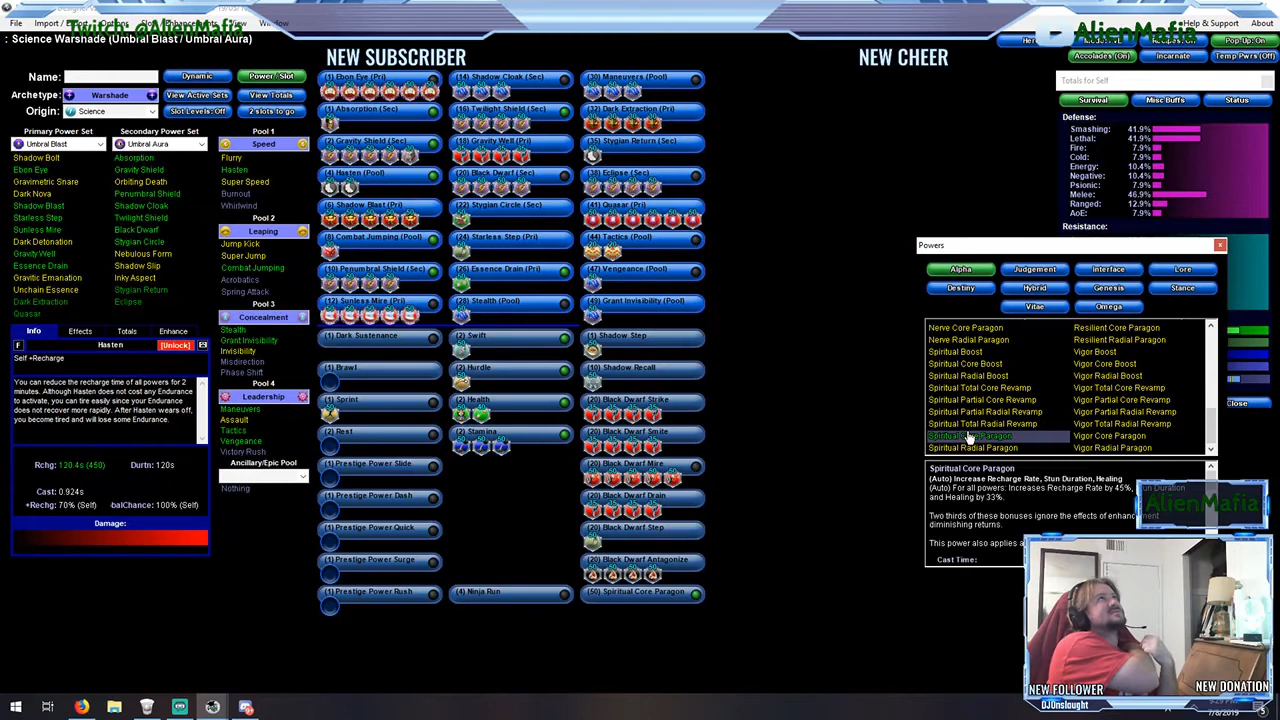 File
Window
Help & Support
About
Twitch: @AlienMafia
AlienMafia
: Science Warshade (Umbral Blast / Umbral Aura)
NEW SUBSCRIBER
NEW CHEER
Pop-Up: On
Accolades (On)
Incarnate
Temp Pwrs (Off)
Name:
Dynamic
Power / Slot
Archetype:
Warshade
View Active Sets
View Totals
Origin:
Science
Slot Levels: Off
2 slots to go
Primary Power Set
Secondary Power Set
Umbral Blast
Umbral Aura
Shadow Bolt
Ebon Eye
Gravimetric Snare
Dark Nova
Shadow Blast
Starless Step
Sunless Mire
Dark Detonation
Gravity Well
Essence Drain
Gravitic Emanation
Unchain Essence
Dark Extraction
Quasar
Absorption
Gravity Shield
Orbiting Death
Penumbral Shield
Shadow Cloak
Twilight Shield
Black Dwarf
Stygian Circle
Nebulous Form
Shadow Slip
Inky Aspect
Stygian Return
Eclipse
Pool 1
Speed
Flurry
Hasten
Super Speed
Burnout
Whirlwind
Pool 2
Leaping
Jump Kick
Super Jump
Combat Jumping
Acrobatics
Spring Attack
Pool 3
Concealment
Stealth
Grant Invisibility
Invisibility
Misdirection
Phase Shift
Pool 4
Leadership
Maneuvers
Assault
Tactics
Vengeance
Victory Rush
Ancillary/Epic Pool
Nothing
Info
Effects
Totals
Enhance
F
Hasten
[Unlock]
Self +Recharge
You can reduce the recharge time of all powers for 2
minutes. Although Hasten does not cost any Endurance
to activate, you can tire easily since your Endurance
does not recover more rapidly. After Hasten wears off,
you become tired and will lose some Endurance.
Rchg: 120.4s (450)
Durtn: 120s
Cast: 0.924s
+Rechg: 70% (Self)
balChance: 100% (Self)
Damage:
(1) Ebon Eye (Pri)
(1) Absorption (Sec)
(2) Gravity Shield (Sec)
(4) Hasten (Pool)
(6) Shadow Blast (Pri)
(8) Combat Jumping (Pool)
(10) Penumbral Shield (Sec)
(12) Sunless Mire (Pri)
(14) Shadow Cloak (Sec)
(16) Twilight Shield (Sec)
(18) Gravity Well (Pri)
(20) Black Dwarf (Sec)
(22) Stygian Circle (Sec)
(24) Starless Step (Pri)
(26) Essence Drain (Pri)
(28) Stealth (Pool)
(30) Maneuvers (Pool)
(32) Dark Extraction (Pri)
(35) Stygian Return (Sec)
(38) Eclipse (Sec)
(41) Quasar (Pri)
(44) Tactics (Pool)
(47) Vengeance (Pool)
(49) Grant Invisibility (Pool)
(1) Dark Sustenance
(1) Brawl
(1) Sprint
(2) Rest
(1) Prestige Power Slide
(1) Prestige Power Dash
(1) Prestige Power Quick
(1) Prestige Power Surge
(1) Prestige Power Rush
(2) Swift
(2) Hurdle
(2) Health
(2) Stamina
(4) Ninja Run
(1) Shadow Step
(10) Shadow Recall
(20) Black Dwarf Strike
(20) Black Dwarf Smite
(20) Black Dwarf Mire
(20) Black Dwarf Drain
(20) Black Dwarf Step
(20) Black Dwarf Antagonize
(50) Spiritual Core Paragon
Totals for Self
Survival
Misc Buffs
Status
Defense:
Smashing: 41.9%
Lethal: 41.9%
Fire: 7.9%
Cold: 7.9%
Energy: 10.4%
Negative: 10.4%
Psionic: 7.9%
Melee: 46.9%
Ranged: 12.9%
AoE: 7.9%
Resistance:
Powers
x
Alpha
Judgement
Interface
Lore
Destiny
Hybrid
Genesis
Stance
Vitae
Omega
Close
Nerve Core Paragon
Nerve Radial Paragon
Spiritual Boost
Spiritual Core Boost
Spiritual Radial Boost
Spiritual Total Core Revamp
Spiritual Partial Core Revamp
Spiritual Partial Radial Revamp
Spiritual Total Radial Revamp
Spiritual Core Paragon
Spiritual Radial Paragon
Resilient Core Paragon
Resilient Radial Paragon
Vigor Boost
Vigor Core Boost
Vigor Radial Boost
Vigor Total Core Revamp
Vigor Partial Core Revamp
Vigor Partial Radial Revamp
Vigor Total Radial Revamp
Vigor Core Paragon
Vigor Radial Paragon
Spiritual Core Paragon
(Auto) Increase Recharge Rate, Stun Duration, Healing
(Auto) For all powers: Increases Recharge Rate by 45%,
and Healing by 33%.
Two thirds of these bonuses ignore the effects of enhancement
diminishing returns.
This power also applies a
Cast Time:
AlienMafia
NEW FOLLOWER
NEW DONATION
DJOnslaught
7/8/2019